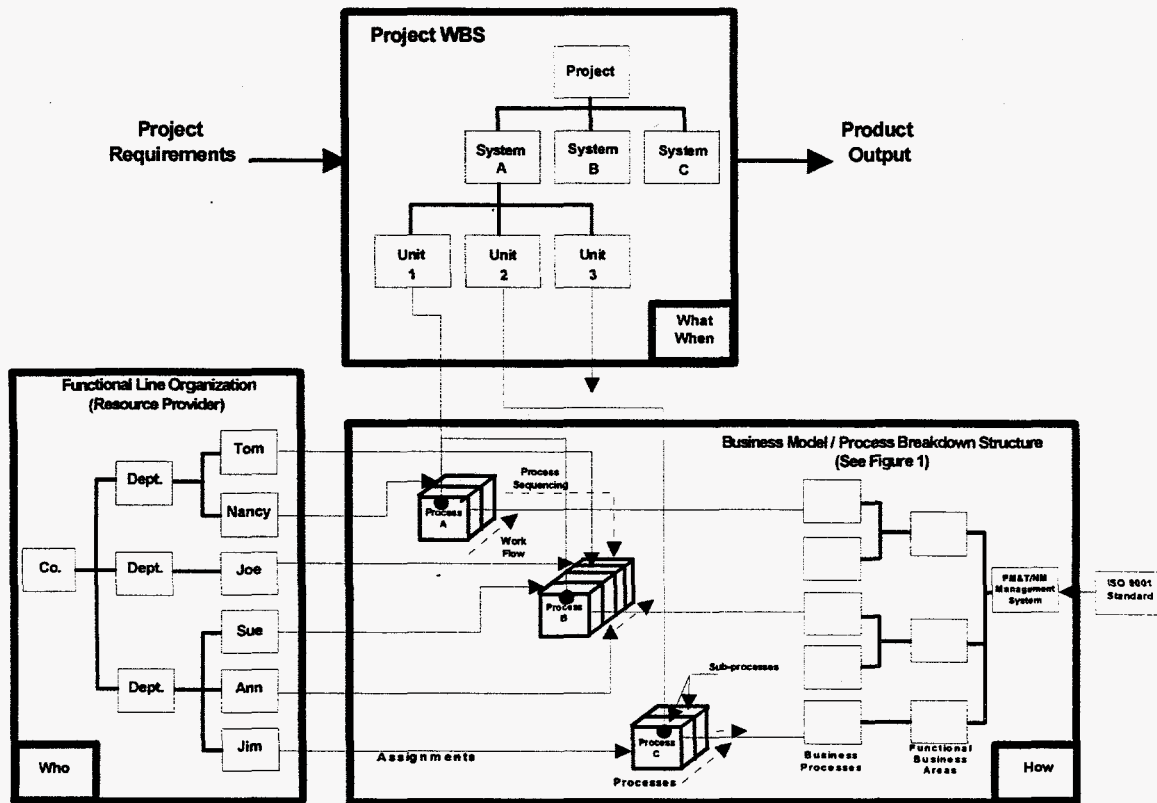 Project WBS
Project
Project
Requirements
Product
Output
System
A
System
B
System
C
Unit
1
Unit
2
Unit
3
What
When
Functional Line Organization
(Resource Provider)
Business Model / Process Breakdown Structure
(See Figure 1)
Tom
Dept.
Nancy
Co.
Dept.
Joe
Sue
Dept.
Ann
Jim
Who
Process
Sequencing
Process
A
Work
Flow
Process
B
Sub-processes
Process
C
Assignments
Processes
Business
Processes
Functional
Business
Areas
PM&T/NM
Management
System
ISO 9001
Standard
How